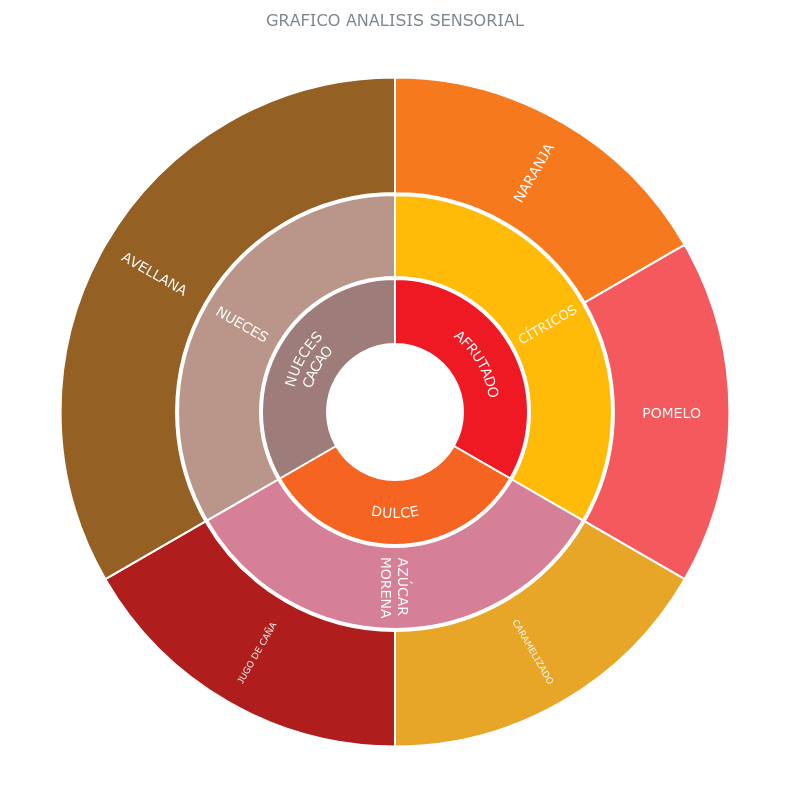 GRAFICO ANALISIS SENSORIAL
NARANJA
AVELLANA
NUECES
CÍTRICOS
NUECES
CACAO
AFRUTADO
POMELO
DULCE
AZÚCAR
MORENA
JUGO DE CAÑA
CARAMELIZADO